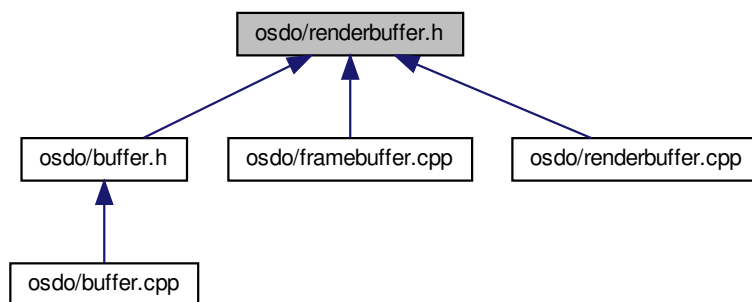 osdo/renderbuffer.h
osdo/buffer.h
osdo/framebuffer.cpp
osdo/renderbuffer.cpp
osdo/buffer.cpp